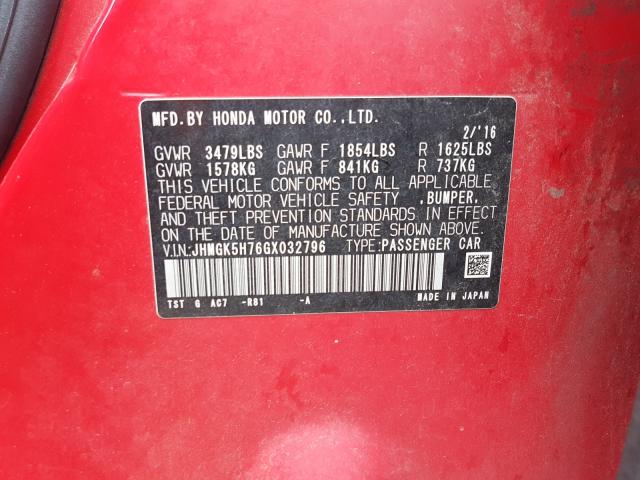 MFD.BY HONDA MOTOR CO.,LTD.
2/'16
GVWR 3479LBS GAWR F 1854LBS R 1625LBS
GVWR 1578KG GAWR F 841KG R 737KG
THIS VEHICLE CONFORMS TO ALL APPLICABLE
FEDERAL MOTOR VEHICLE SAFETY ,BUMPER,
AND THEFT PREVENTION STANDARDS IN EFFECT
ON THE DATE OF MANUFACTURE SHOWN ABOVE.
V.I.N.:JHMGK5H76GX032796 TYPE:PASSENGER CAR
TST G AC7 -R81 -A MADE IN JAPAN